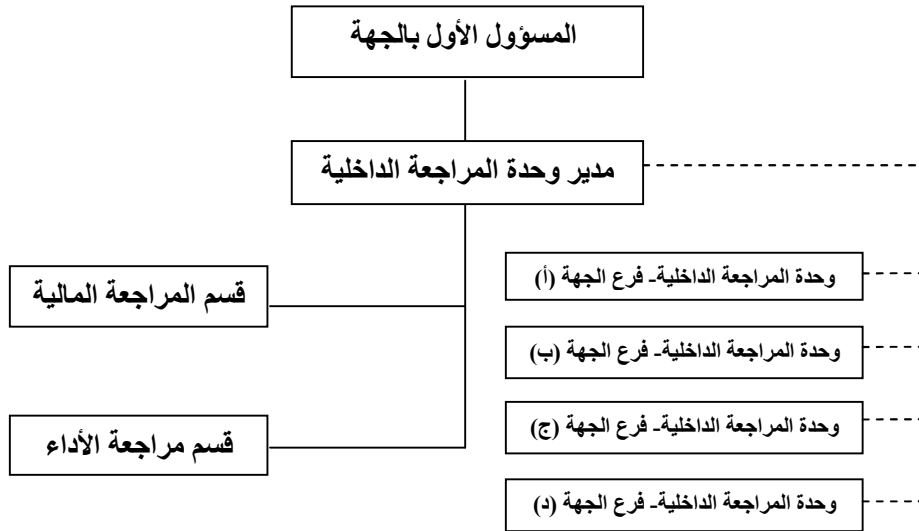 المسؤول الأول بالجهة
مدير وحدة المراجعة الداخلية
وحدة المراجعة الداخلية- فرع الجهة (أ)
قسم المراجعة المالية
وحدة المراجعة الداخلية- فرع الجهة (ب)
وحدة المراجعة الداخلية- فرع الجهة (ج)
قسم مراجعة الأداء
وحدة المراجعة الداخلية- فرع الجهة (د)